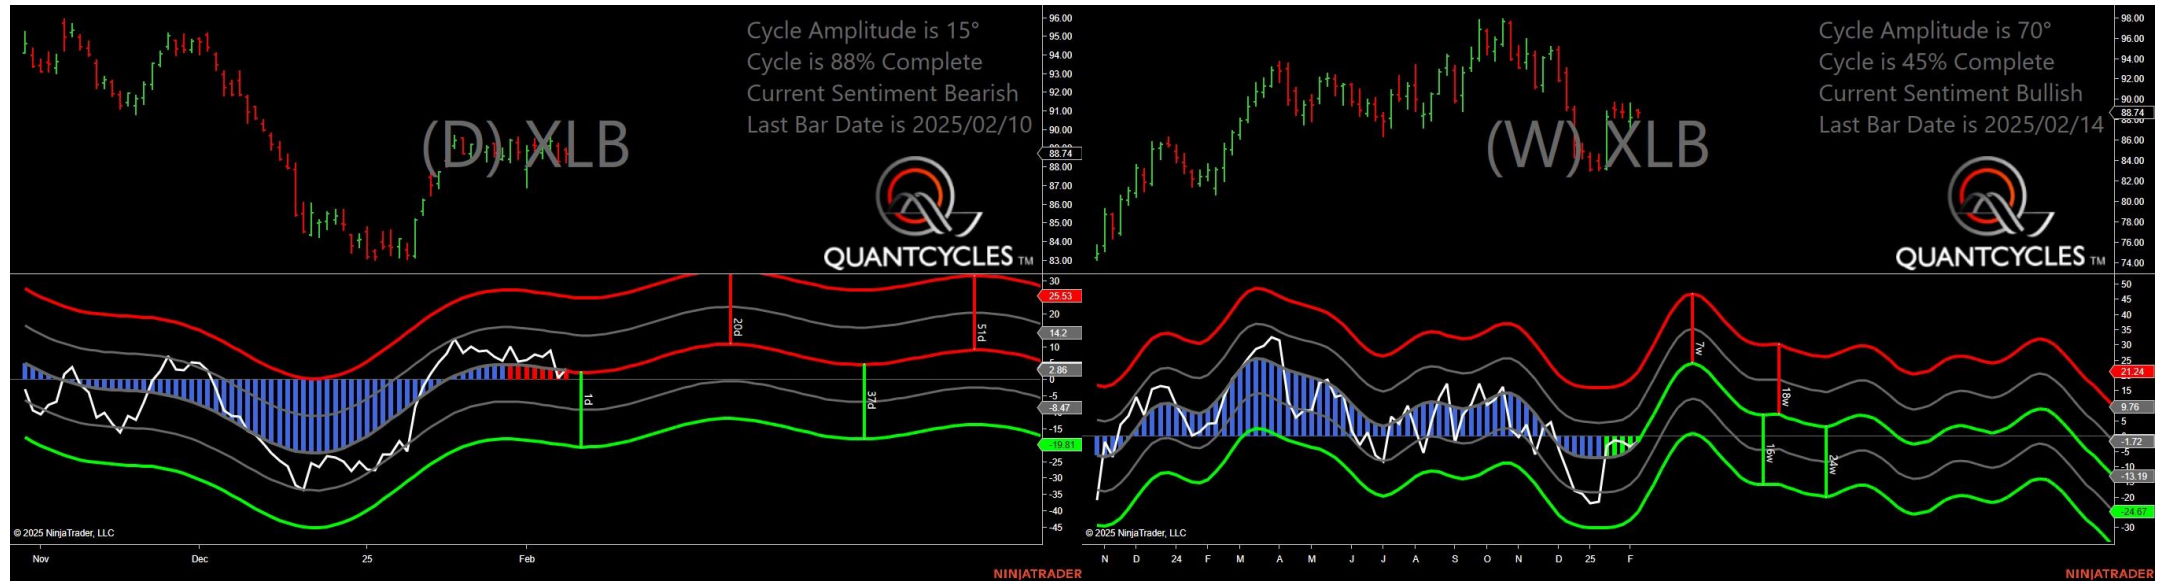 Cycle Amplitude is 15°
Cycle is 88% Complete
Current Sentiment Bearish
Last Bar Date is 2025/02/10
(D) XLB
QUANTCYCLES TM
96.00
95.00
94.00
93.00
92.00
91.00
90.00
88.74
88.00
87.00
86.00
85.00
84.00
83.00
30
25.53
20
14.2
10
5
2.86
0
-5
-8.47
-15
-19.81
-25
-30
-35
-40
-45
1d
20d
37d
51d
© 2025 NinjaTrader, LLC
Nov
Dec
25
Feb
NINJATRADER
Cycle Amplitude is 70°
Cycle is 45% Complete
Current Sentiment Bullish
Last Bar Date is 2025/02/14
(W) XLB
QUANTCYCLES TM
98.00
96.00
94.00
92.00
90.00
88.74
86.00
84.00
82.00
80.00
78.00
76.00
74.00
50
45
40
35
30
25
21.24
15
9.76
5
-1.72
-5
-10
-13.19
-20
-24.67
-30
7w
18w
16w
24w
© 2025 NinjaTrader, LLC
N
D
24
F
M
A
M
J
J
A
S
O
N
D
25
F
NINJATRADER